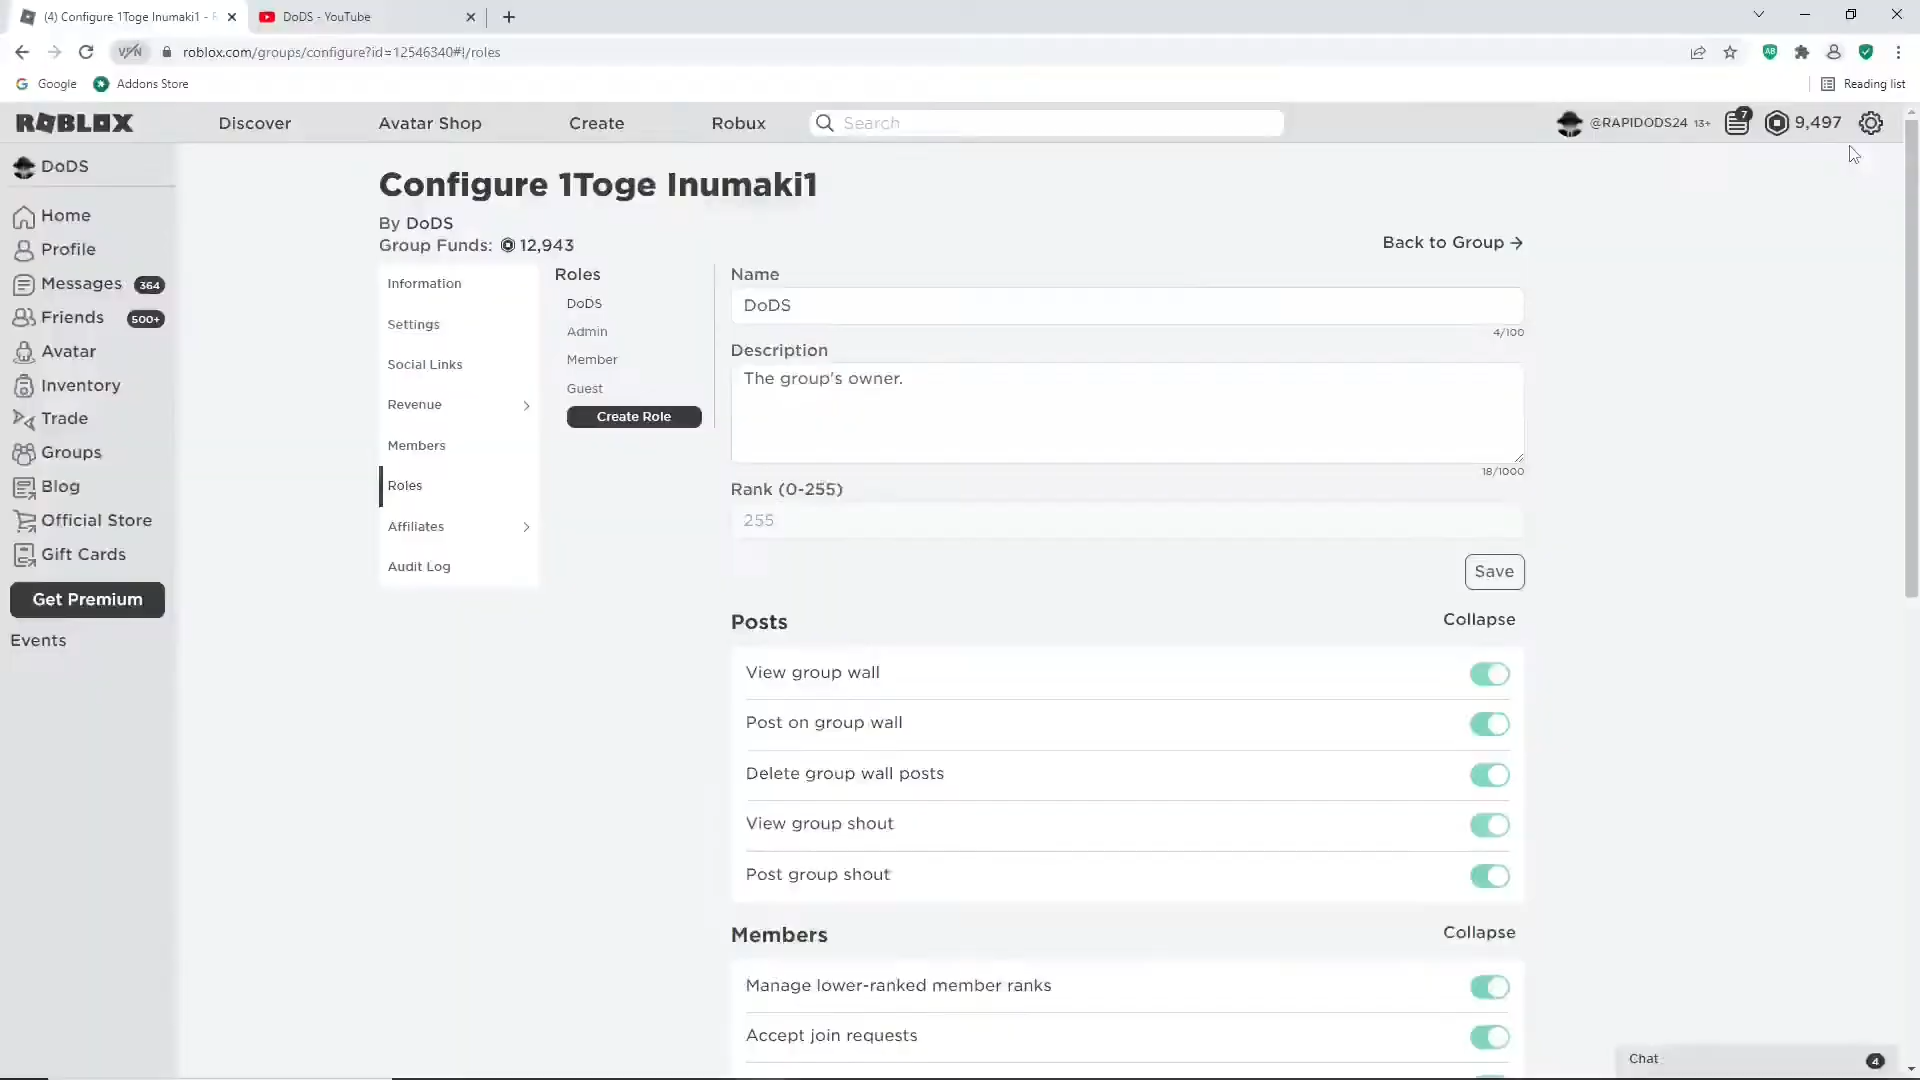 (4) Configure 1Toge Inumaki1 -
DoDS - YouTube
VPN
roblox.com/groups/configure?id=12546340#!/roles
Google
Addons Store
Reading list
ROBLOX
Discover
Avatar Shop
Create
Robux
Search
@RAPIDODS24 13+
7
9,497
DoDS
Home
Profile
Messages 364
Friends 500+
Avatar
Inventory
Trade
Groups
Blog
Official Store
Gift Cards
Get Premium
Events
Configure 1Toge Inumaki1
By DoDS
Group Funds: 12,943
Back to Group →
Information
Settings
Social Links
Revenue
Members
Roles
Affiliates
Audit Log
Roles
DoDS
Admin
Member
Guest
Create Role
Name
DoDS
4/100
Description
The group's owner.
18/1000
Rank (0-255)
255
Save
Posts
Collapse
View group wall
Post on group wall
Delete group wall posts
View group shout
Post group shout
Members
Collapse
Manage lower-ranked member ranks
Accept join requests
Chat
4